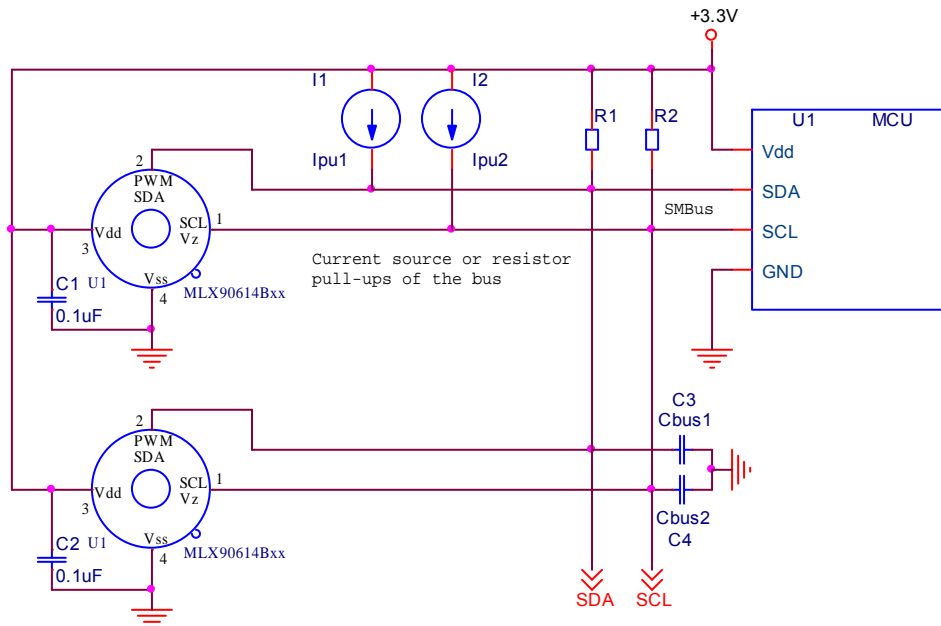 +3.3V
I1
I2
R1
R2
U1
MCU
Ipu1
Ipu2
Vdd
SDA
SCL
GND
SMBus
2
PWM
SDA
SCL
Vz
1
Vdd
3
Vss
4
U1
MLX90614Bxx
C1
0.1uF
Current source or resistor
pull-ups of the bus
2
PWM
SDA
SCL
Vz
1
Vdd
3
Vss
4
U1
MLX90614Bxx
C2
0.1uF
C3
Cbus1
Cbus2
C4
SDA
SCL